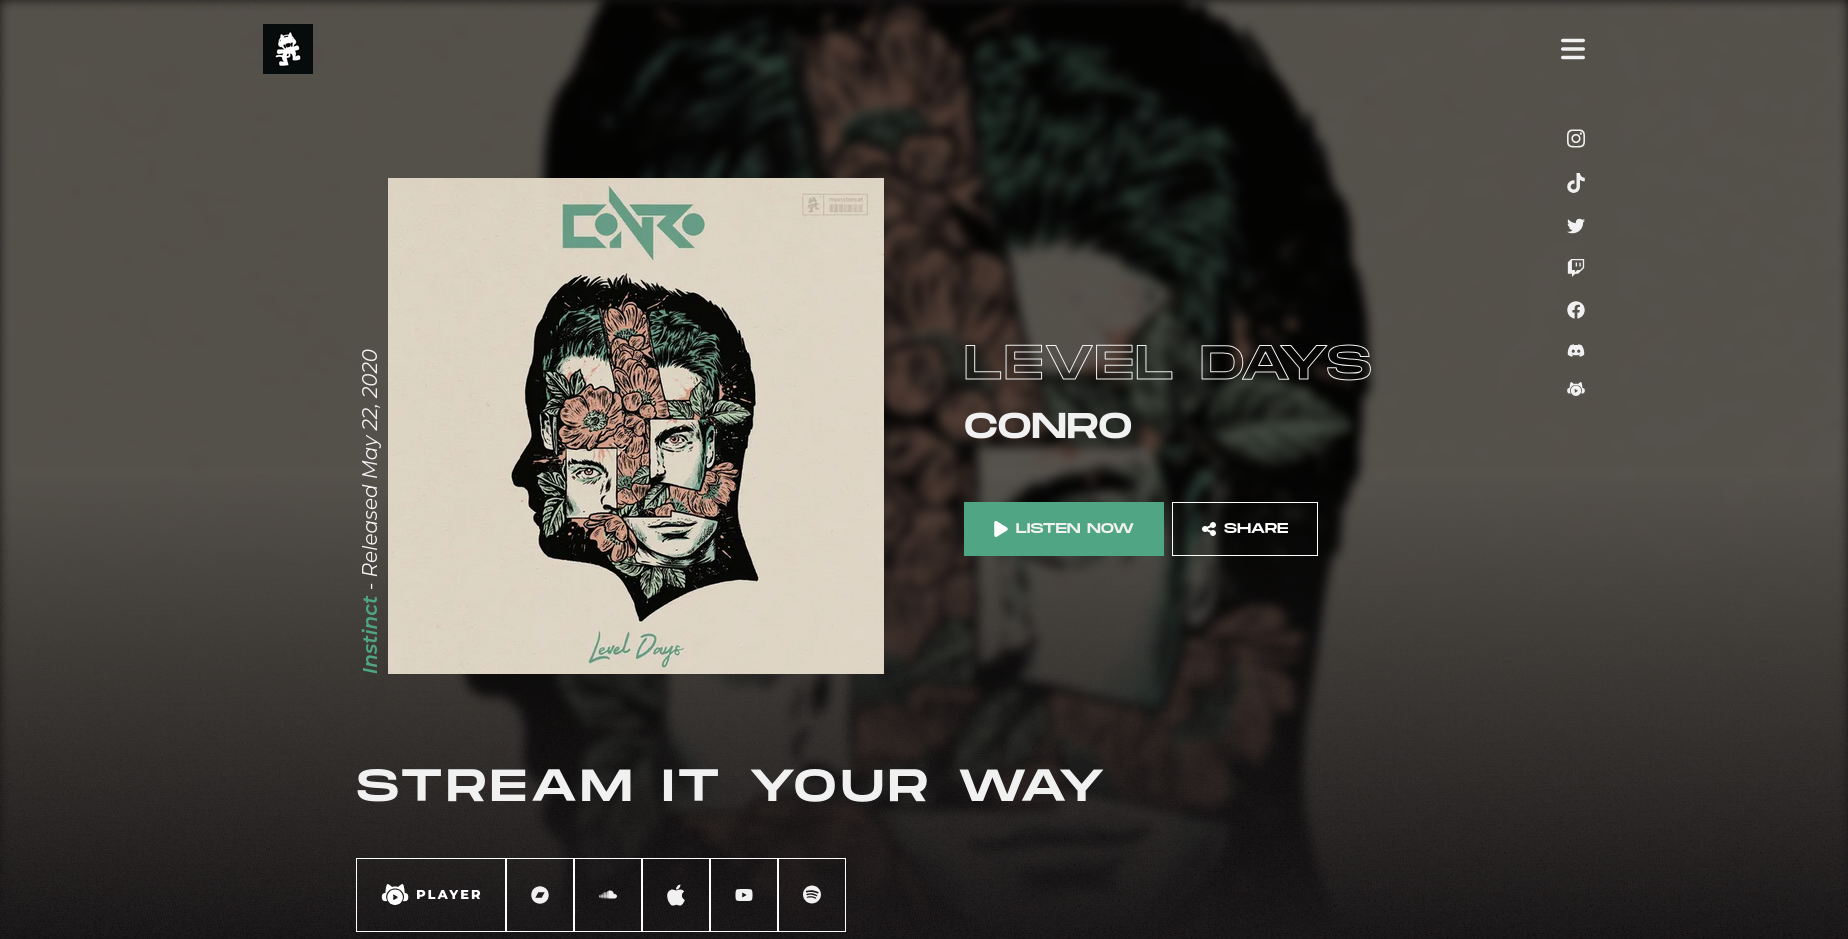 CONRO
monstercat
Level Days
Instinct - Released May 22, 2020
LEVEL DAYS
CONRO
LISTEN NOW
SHARE
STREAM IT YOUR WAY
PLAYER